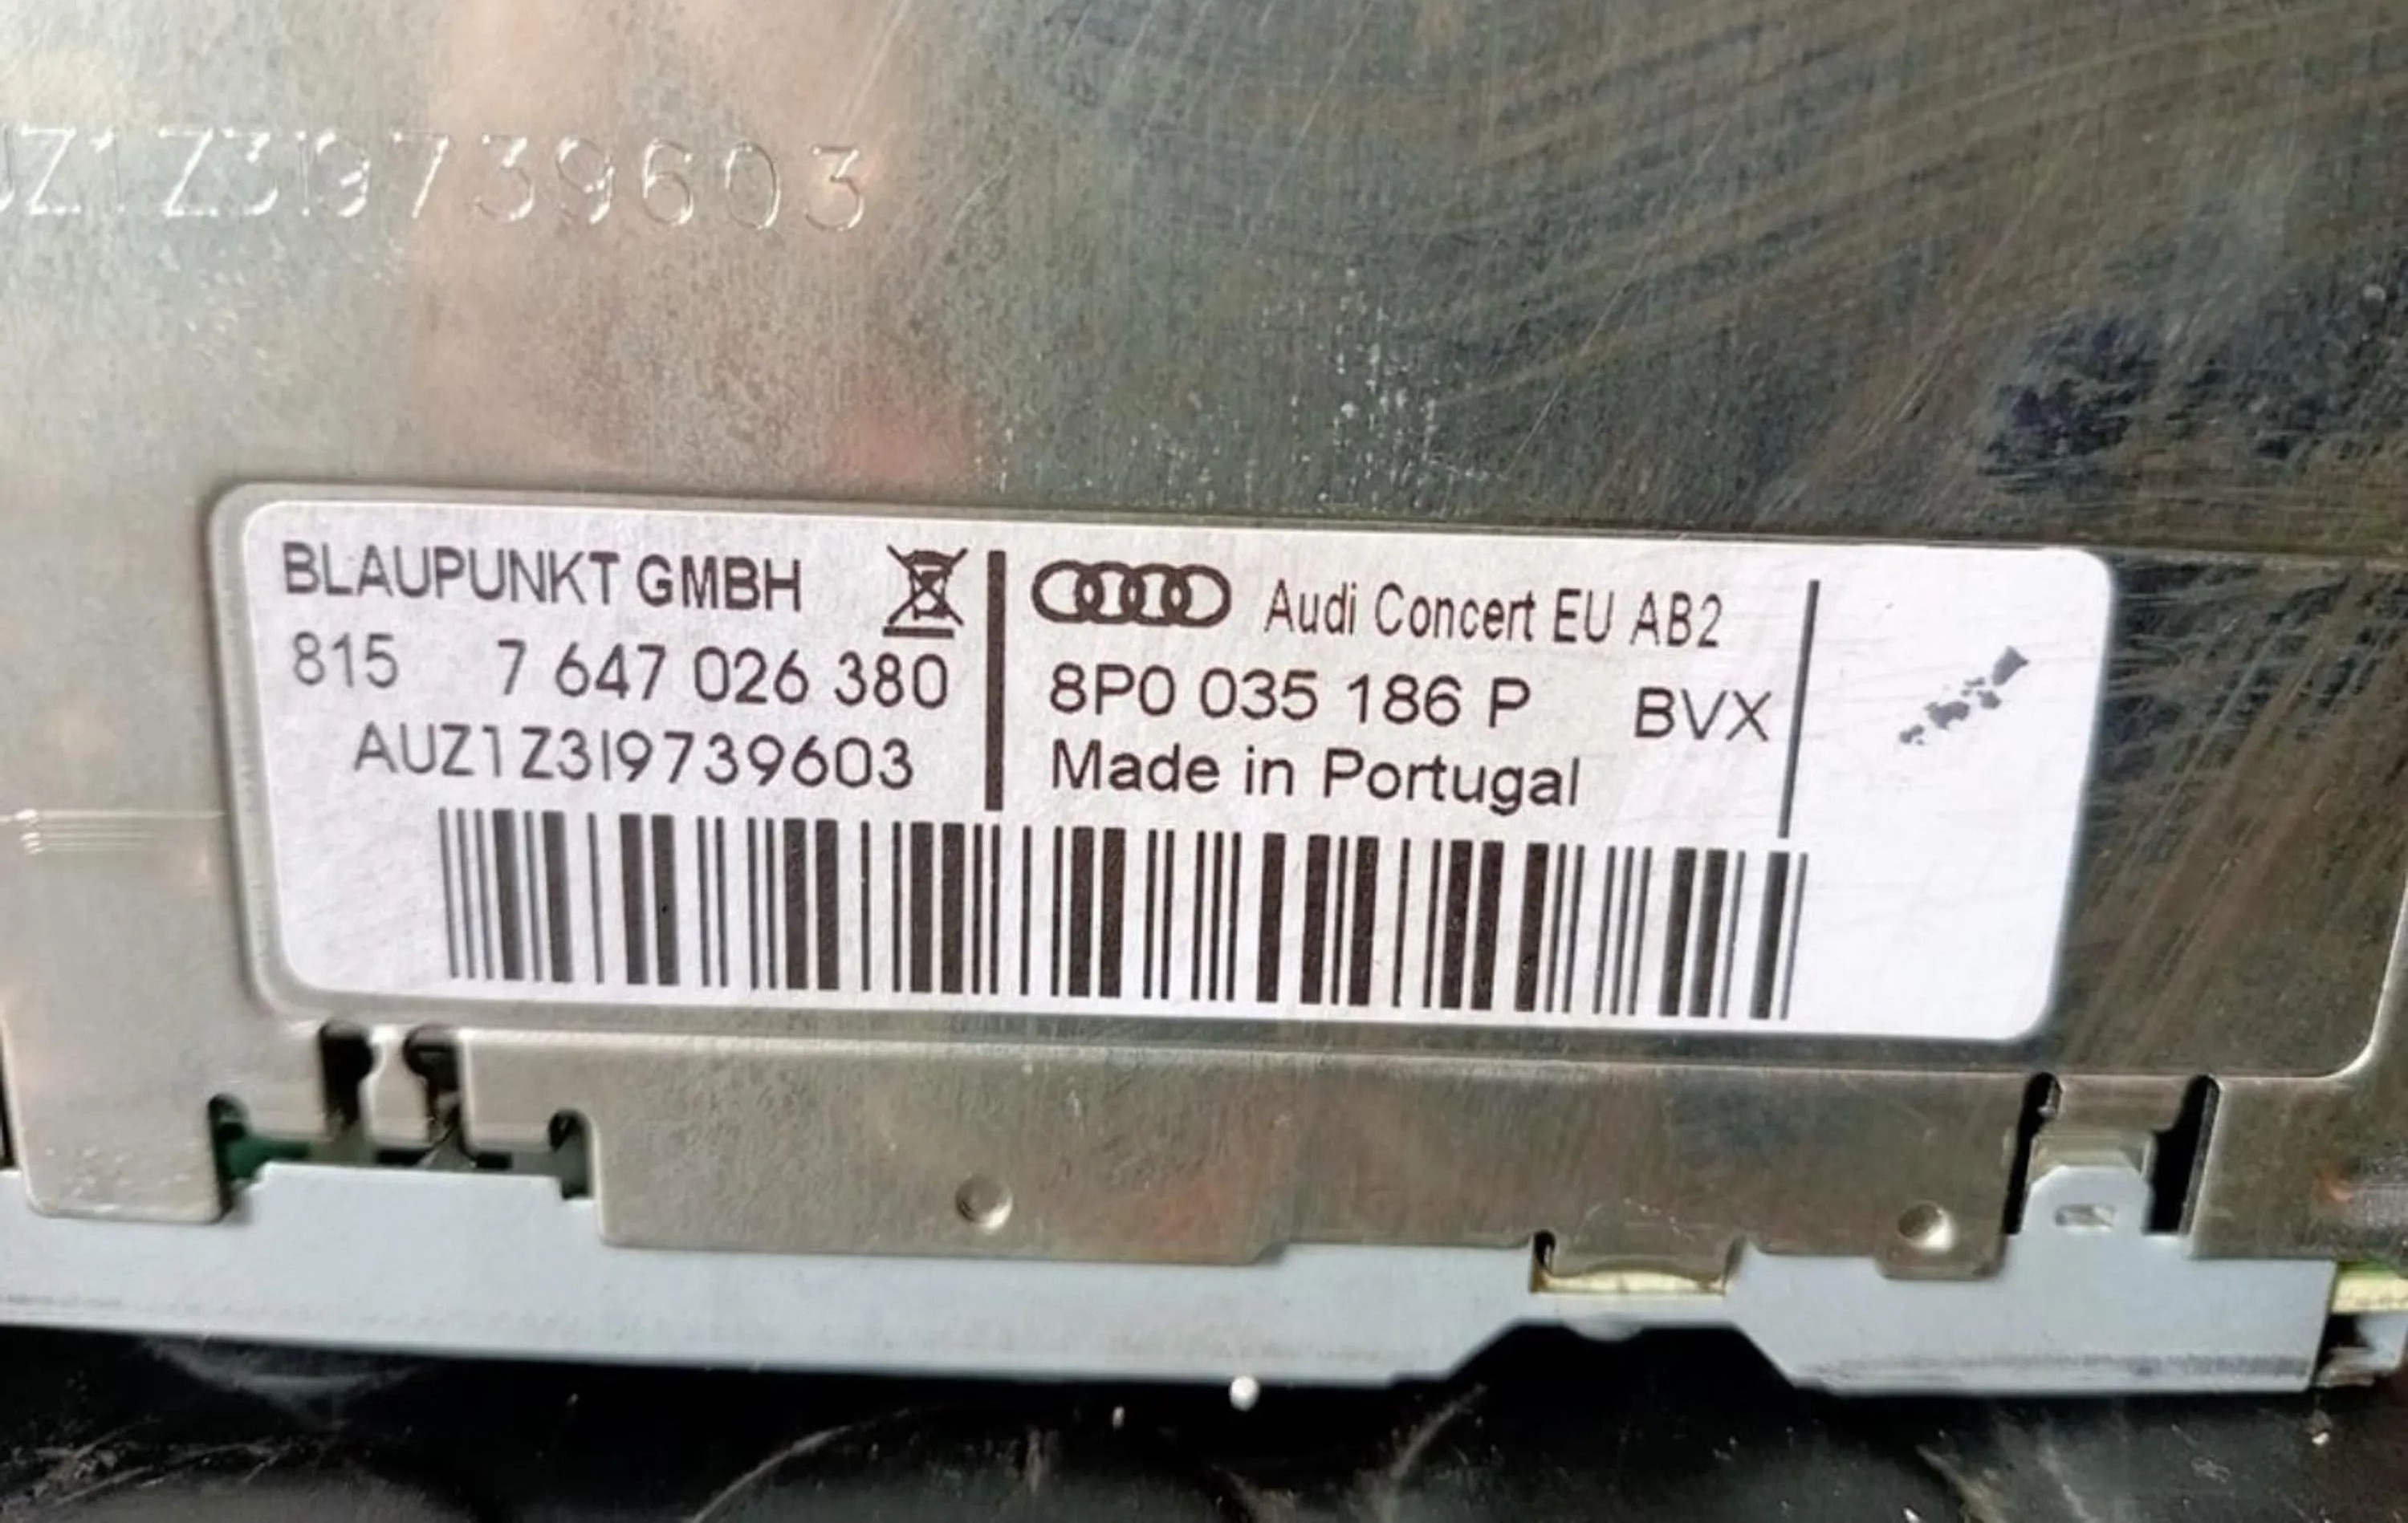 UZ1Z3I9739603
BLAUPUNKT GMBH
815 7 647 026 380
AUZ1Z3I9739603
Audi Concert EU AB2
8P0 035 186 P BVX
Made in Portugal